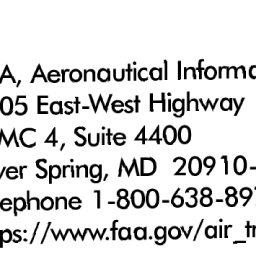 A, Aeronautical Informa
05 East-West Highway
MC 4, Suite 4400
ver Spring, MD 20910-
ephone 1-800-638-897
ps://www.faa.gov/air_tr